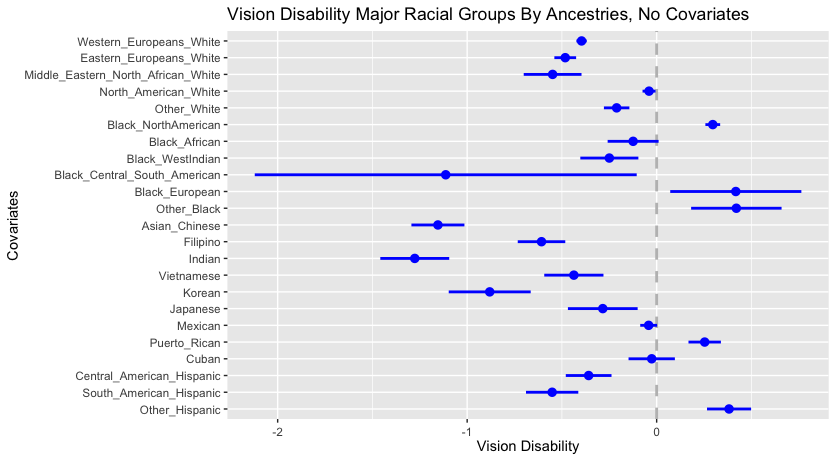 Vision Disability Major Racial Groups By Ancestries, No Covariates
Covariates
Western_Europeans_White
Eastern_Europeans_White
Middle_Eastern_North_African_White
North_American_White
Other_White
Black_NorthAmerican
Black_African
Black_WestIndian
Black_Central_South_American
Black_European
Other_Black
Asian_Chinese
Filipino
Indian
Vietnamese
Korean
Japanese
Mexican
Puerto_Rican
Cuban
Central_American_Hispanic
South_American_Hispanic
Other_Hispanic
-2 -1 0
Vision Disability